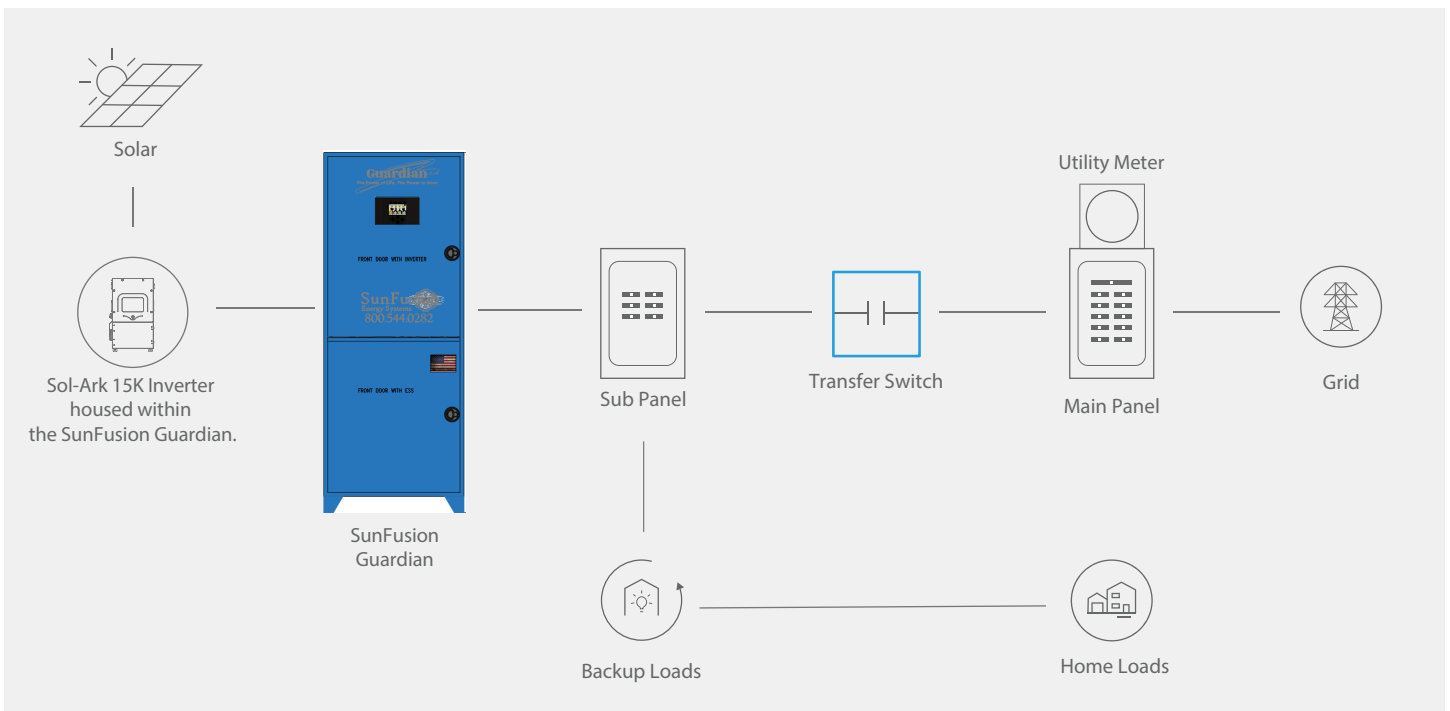 Solar
Guardian
FRONT DOOR WITH INVERTER
SunFusion
Energy Systems
800.544.0282
FRONT DOOR WITH ESS
Utility Meter
Sol-Ark 15K Inverter
housed within
the SunFusion Guardian.
SunFusion
Guardian
Sub Panel
Transfer Switch
Main Panel
Grid
Backup Loads
Home Loads